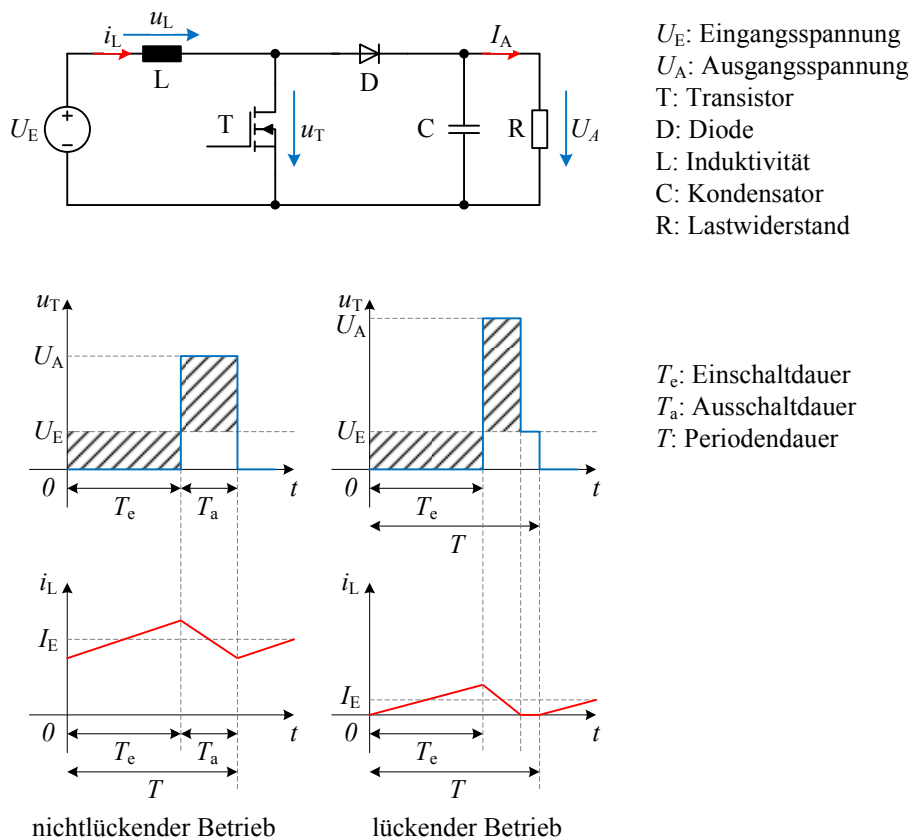 i_L
u_L
L
U_E
T
u_T
D
C
I_A
R
U_A
U_E: Eingangsspannung
U_A: Ausgangsspannung
T: Transistor
D: Diode
L: Induktivität
C: Kondensator
R: Lastwiderstand
u_T
U_A
U_E
0
T_e
T_a
t
u_T
U_A
U_E
0
T_e
T
t
T_e: Einschaltdauer
T_a: Ausschaltdauer
T: Periodendauer
i_L
I_E
0
T_e
T_a
T
t
nichtlückender Betrieb
i_L
I_E
0
T_e
T
t
lückender Betrieb